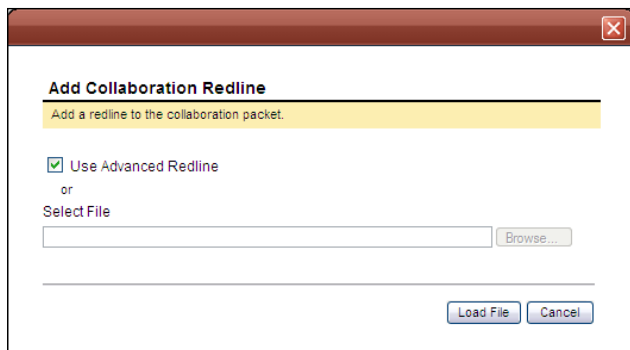 Add Collaboration Redline
Add a redline to the collaboration packet.
Use Advanced Redline
or
Select File
Browse...
Load File Cancel